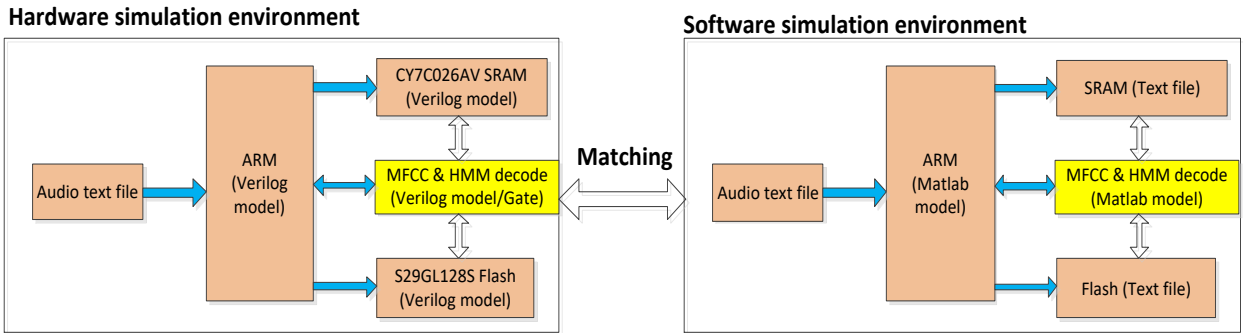 Hardware simulation environment
Audio text file
ARM
(Verilog
model)
CY7C026AV SRAM
(Verilog model)
MFCC & HMM decode
(Verilog model/Gate)
S29GL128S Flash
(Verilog model)
Matching
Software simulation environment
Audio text file
ARM
(Matlab
model)
SRAM (Text file)
MFCC & HMM decode
(Matlab model)
Flash (Text file)